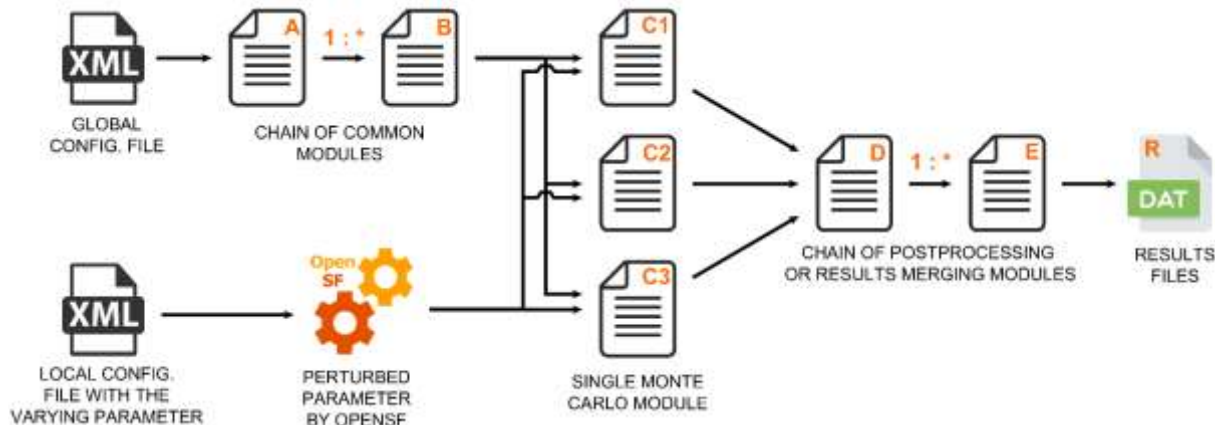 XML
GLOBAL
CONFIG. FILE
A
1 : *
B
CHAIN OF COMMON
MODULES
C1
C2
C3
SINGLE MONTE
CARLO MODULE
D
1 : *
E
CHAIN OF POSTPROCESSING
OR RESULTS MERGING MODULES
R
DAT
RESULTS
FILES
XML
LOCAL CONFIG.
FILE WITH THE
VARYING PARAMETER
Open
SF
PERTURBED
PARAMETER
BY OPENSF